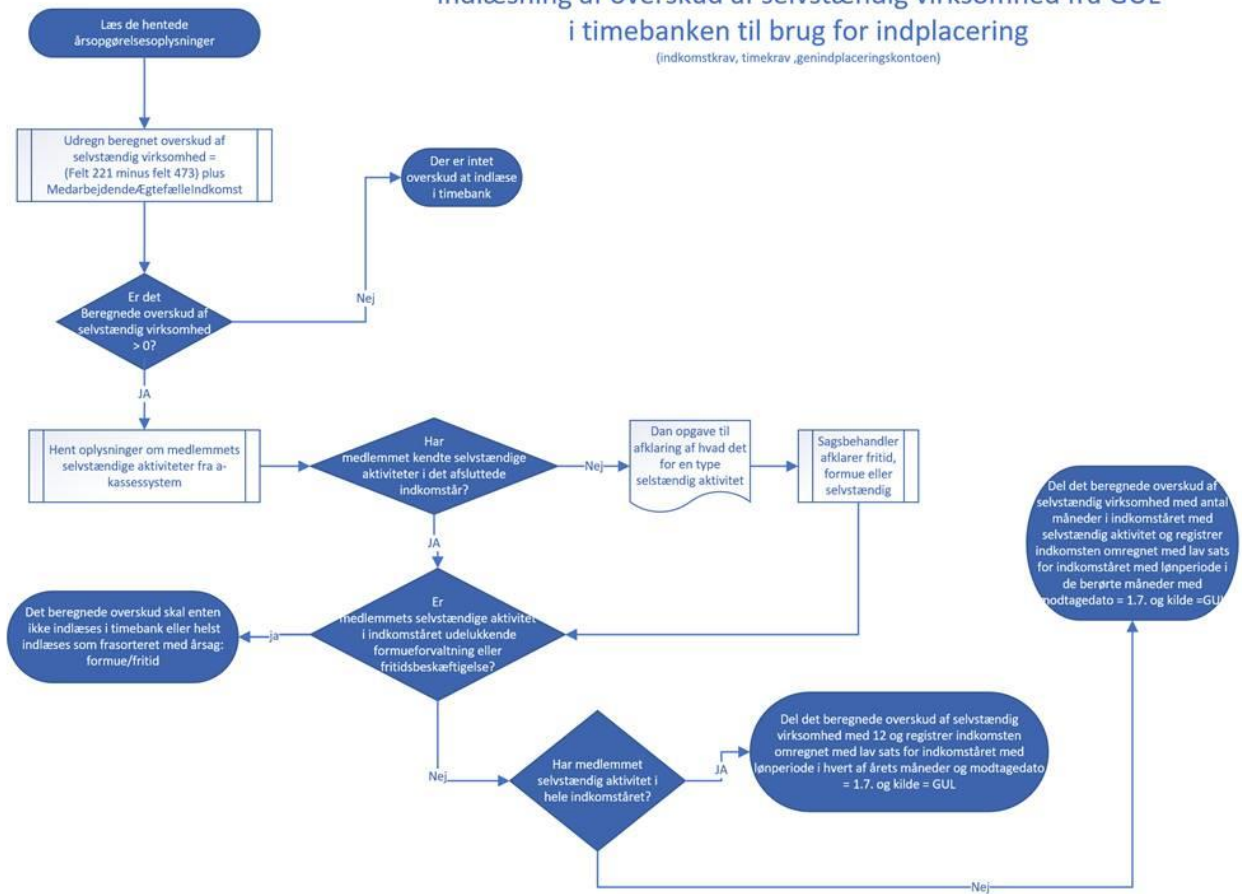 Indlæsning af overskud af selvstændig virksomhed fra GUL
i timebanken til brug for indplacering
(indkomstkrav, timekrav ,genindplaceringskontoen)
Læs de hentede
årsopgørelsesoplysninger
Udregn beregnet overskud af
selvstændig virksomhed =
(Felt 221 minus felt 473) plus
MedarbejdendeÆgtefælleIndkomst
Der er intet
overskud at indlæse
i timebank
Nej
Er det
Beregnede overskud af
selvstændig virksomhed
> 0?
JA
Hent oplysninger om medlemmets
selvstændige aktiviteter fra a-
kassessystem
Har
medlemmet kendte selvstændige
aktiviteter i det afsluttede
indkomstår?
Nej
Dan opgave til
afklaring af hvad det
for en type
selstændig aktivitet
Sagsbehandler
afklarer fritid,
formue eller
selvstændig
JA
Er
medlemmets selvstændige aktivitet
i indkomståret udelukkende
formueforvaltning eller
fritidsbeskæftigelse?
ja
Det beregnede overskud skal enten
ikke indlæses i timebank eller helst
indlæses som frasorteret med årsag:
formue/fritid
Nej
Har medlemmet
selvstændig aktivitet i
hele indkomståret?
JA
Del det beregnede overskud af selvstændig
virksomhed med 12 og registrer indkomsten
omregnet med lav sats for indkomståret med
lønperiode i hvert af årets måneder og modtagedato
= 1.7. og kilde = GUL
Nej
Del det beregnede overskud af
selvstændig virksomhed med antal
måneder i indkomståret med
selvstændig aktivitet og registrer
indkomsten omregnet med lav sats
for indkomståret med lønperiode i
de berørte måneder med
modtagedato = 1.7. og kilde =GUL